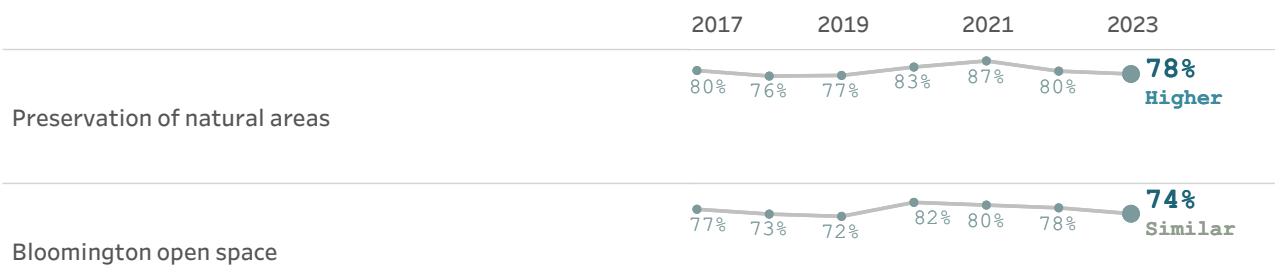 2017 2019 2021 2023
80% 76% 77% 83% 87% 80% 78%
Higher
Preservation of natural areas
77% 73% 72% 82% 80% 78% 74%
Similar
Bloomington open space